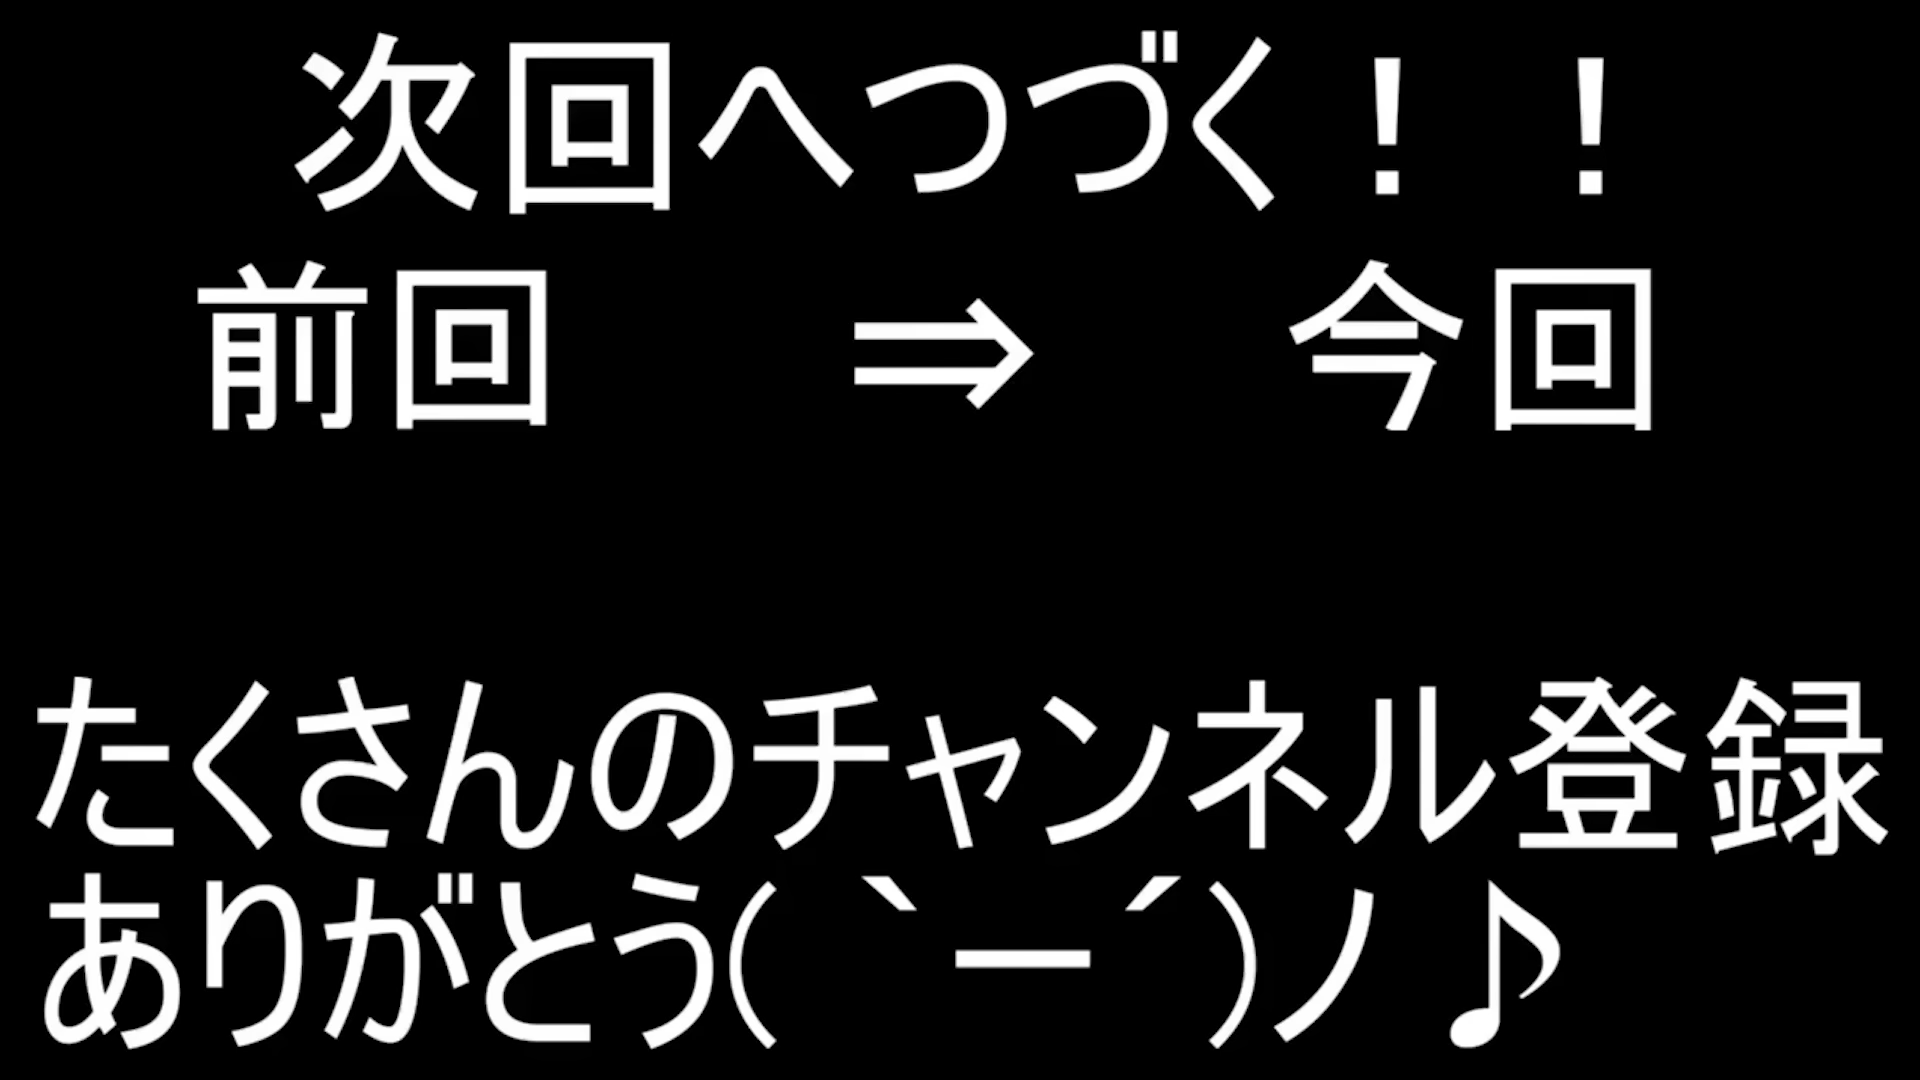 次回へつづく！！
前回　⇒　今回
たくさんのチャンネル登録
ありがとう(　`ー´)ノ♪